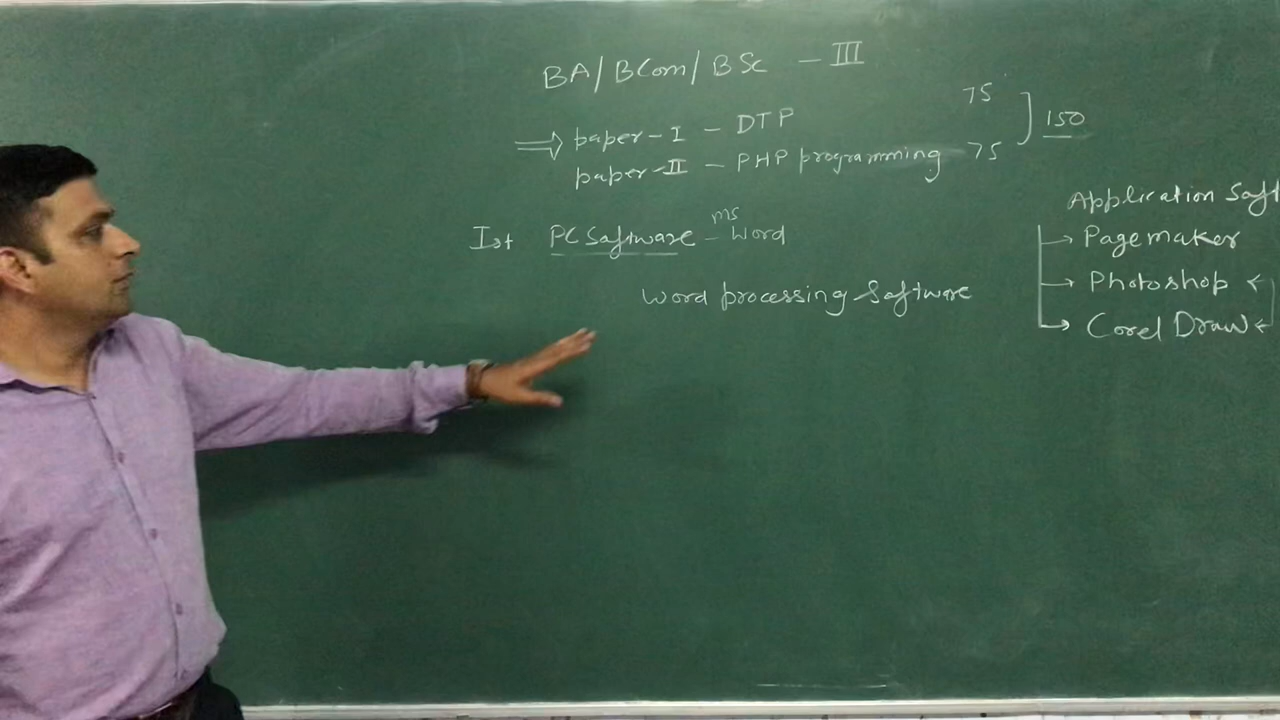 BA/BCom/BSc - III
⇒ paper-I - DTP 75
paper-II - PHP programming 75 ] 150
Ist PC Software - MS Word
Word processing Software
Application Soft
→ Pagemaker
→ Photoshop ←
→ Corel Draw ←